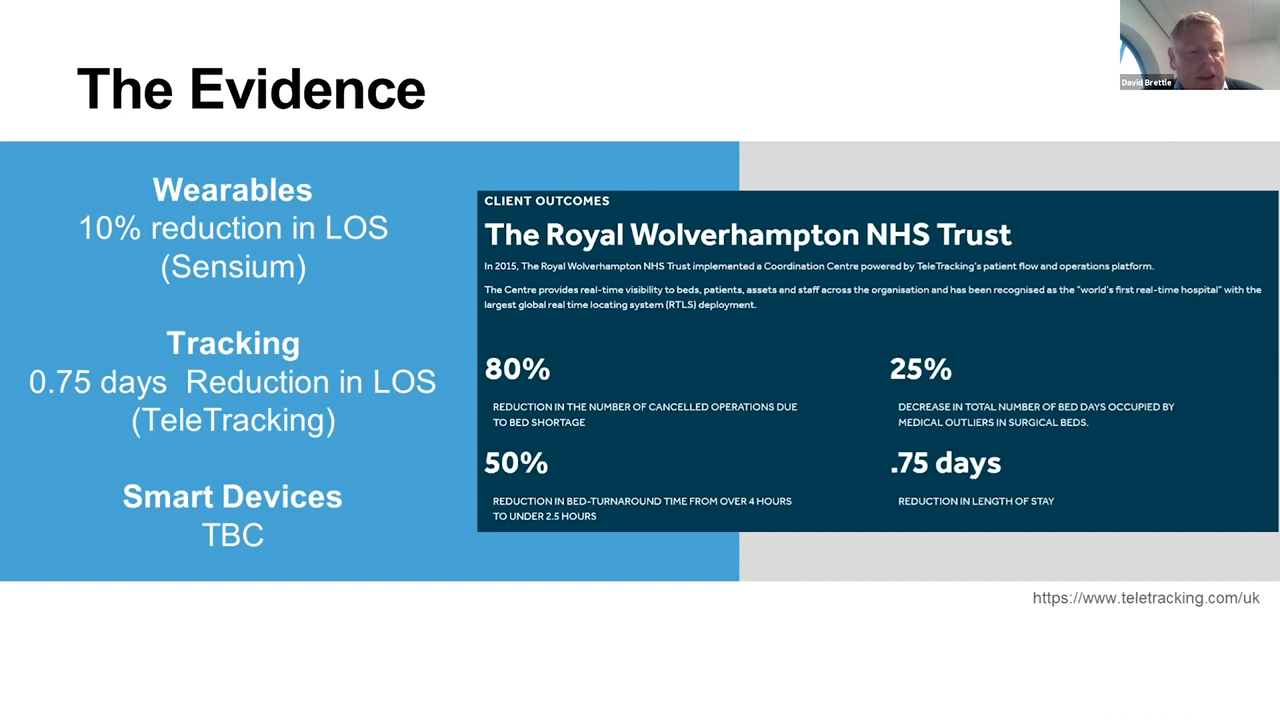 The Evidence
David Brettle
Wearables
10% reduction in LOS
(Sensium)
Tracking
0.75 days  Reduction in LOS
(TeleTracking)
Smart Devices
TBC
CLIENT OUTCOMES
The Royal Wolverhampton NHS Trust
In 2015, The Royal Wolverhampton NHS Trust implemented a Coordination Centre powered by TeleTracking's patient flow and operations platform.
The Centre provides real-time visibility to beds, patients, assets and staff across the organisation and has been recognised as the "world's first real-time hospital" with the
largest global real time locating system (RTLS) deployment.
80%
REDUCTION IN THE NUMBER OF CANCELLED OPERATIONS DUE
TO BED SHORTAGE
25%
DECREASE IN TOTAL NUMBER OF BED DAYS OCCUPIED BY
MEDICAL OUTLIERS IN SURGICAL BEDS.
50%
REDUCTION IN BED-TURNAROUND TIME FROM OVER 4 HOURS
TO UNDER 2.5 HOURS
.75 days
REDUCTION IN LENGTH OF STAY
https://www.teletracking.com/uk